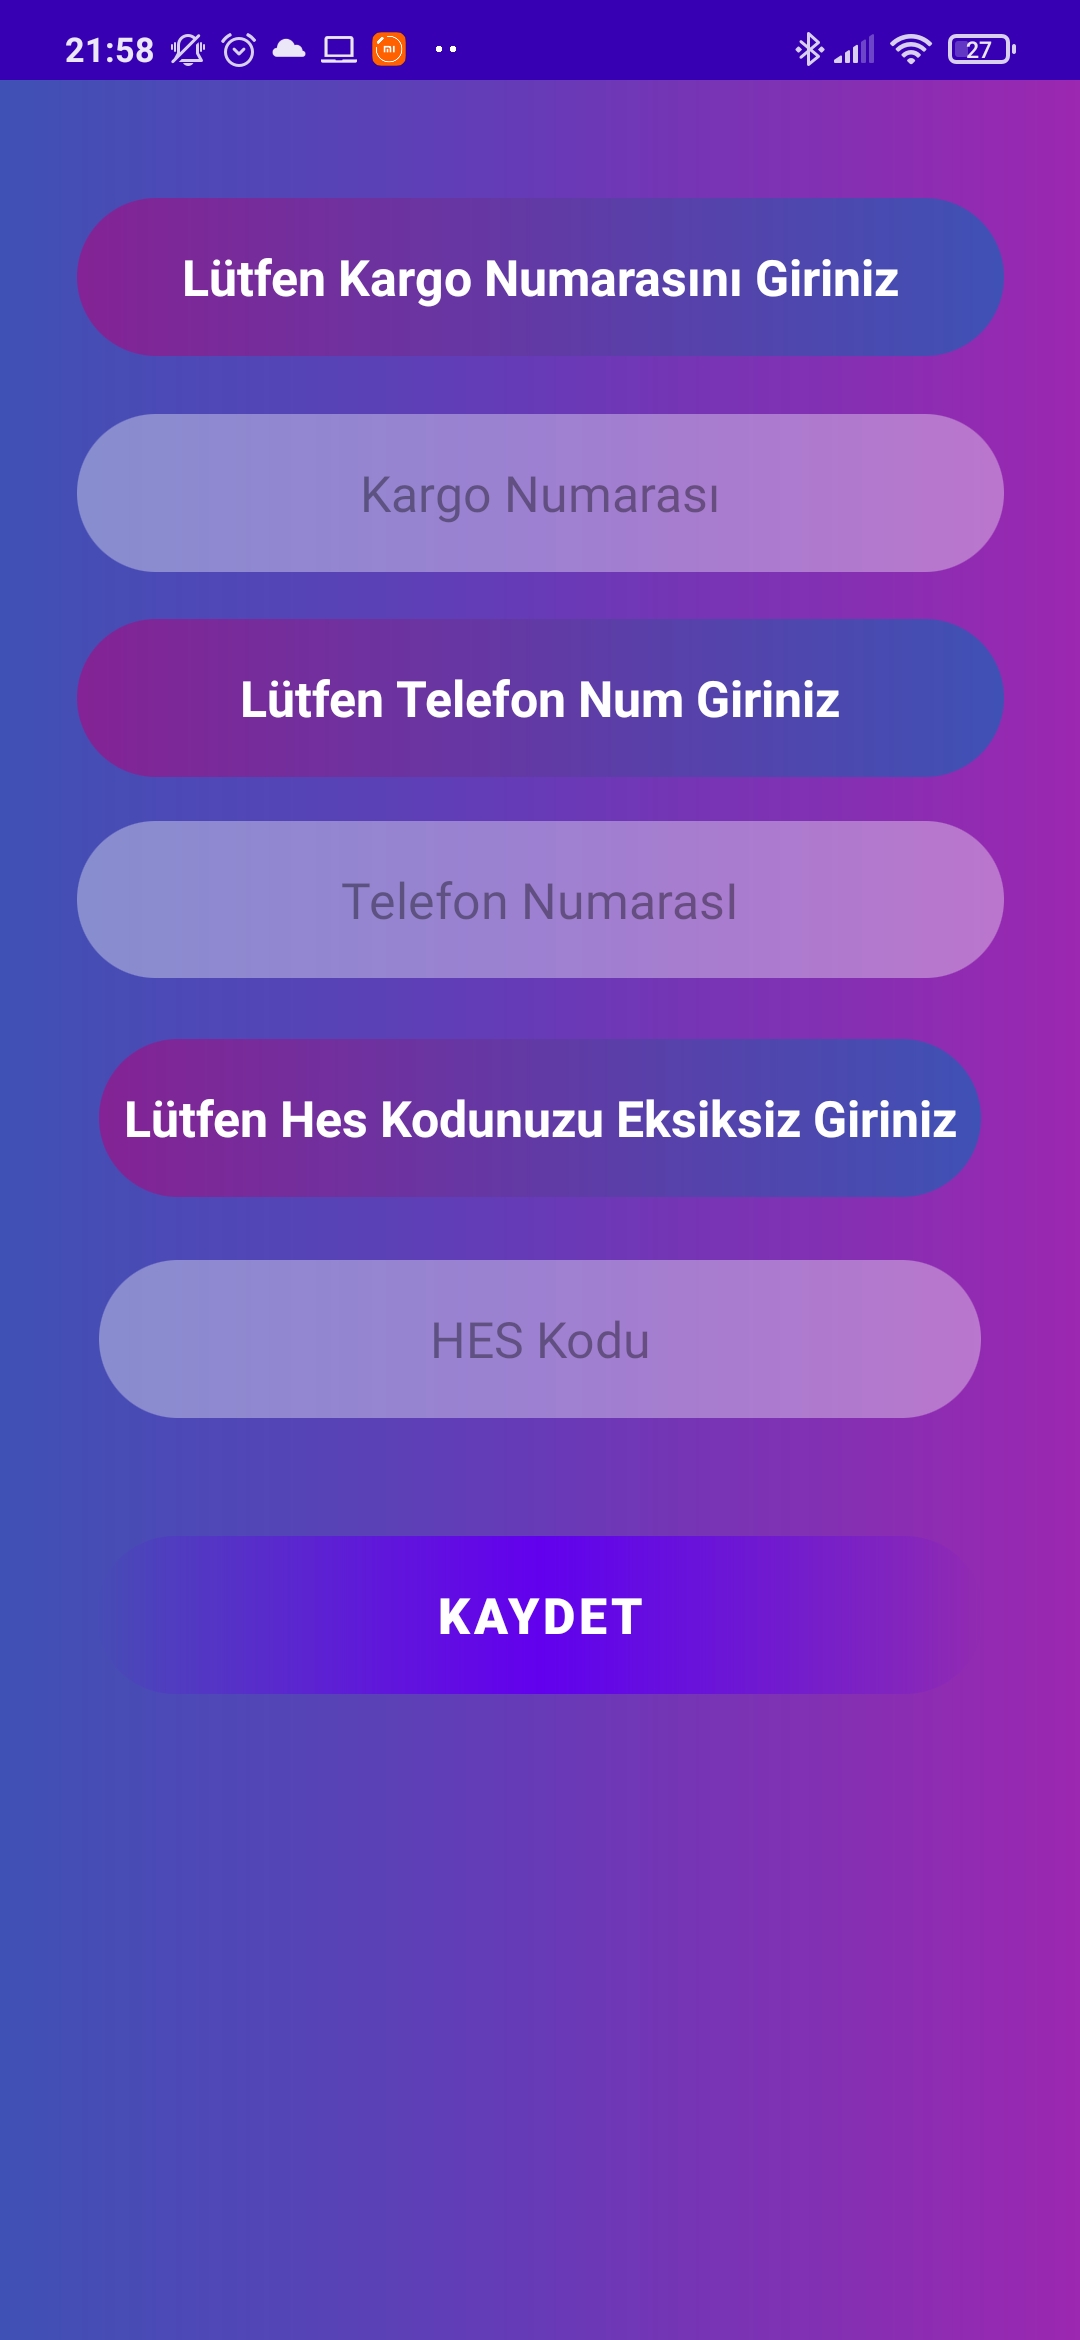 21:58
27
Lütfen Kargo Numarasını Giriniz
Kargo Numarası
Lütfen Telefon Num Giriniz
Telefon NumarasI
Lütfen Hes Kodunuzu Eksiksiz Giriniz
HES Kodu
KAYDET